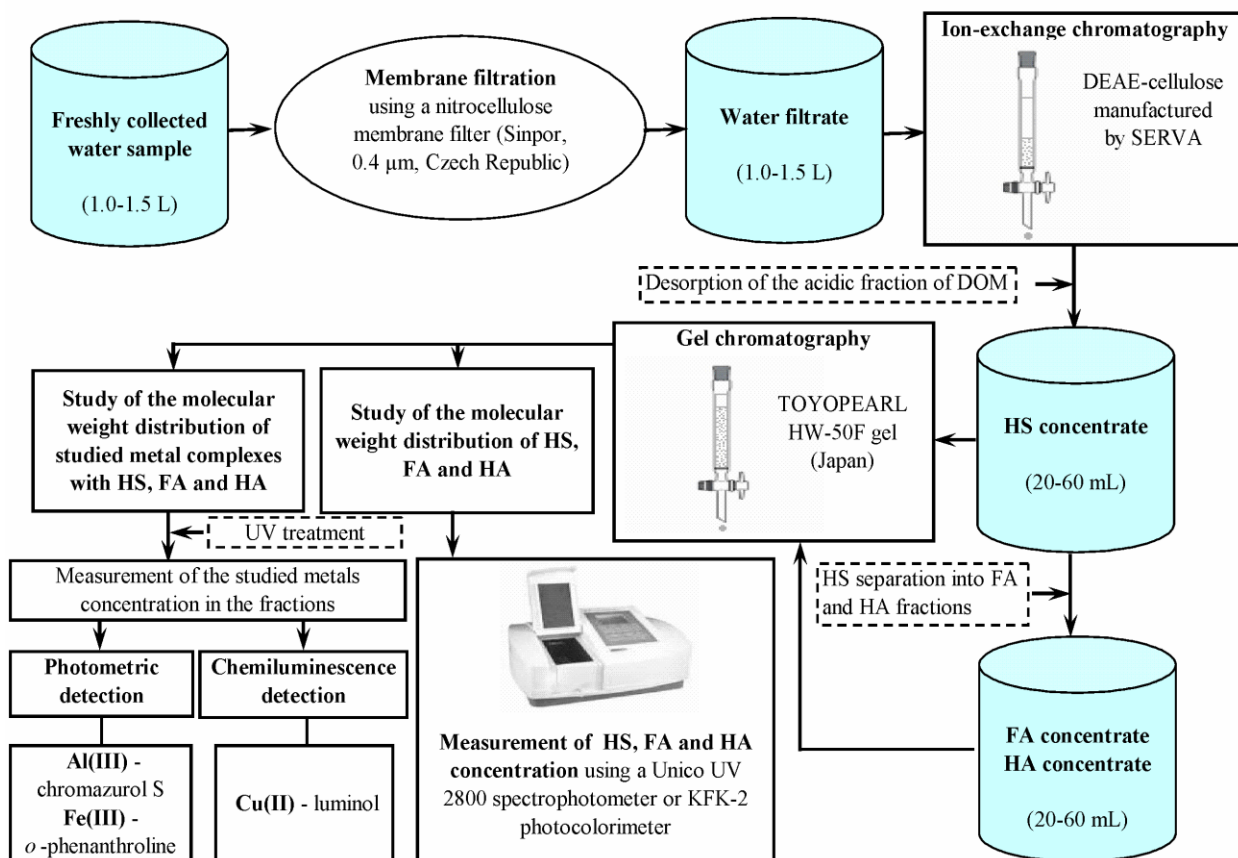 Freshly collected
water sample
(1.0-1.5 L)
Membrane filtration
using a nitrocellulose
membrane filter (Sinpor,
0.4 µm, Czech Republic)
Water filtrate
(1.0-1.5 L)
Ion-exchange chromatography
DEAE-cellulose
manufactured
by SERVA
Desorption of the acidic fraction of DOM
HS concentrate
(20-60 mL)
Gel chromatography
TOYOPEARL
HW-50F gel
(Japan)
HS separation into FA
and HA fractions
FA concentrate
HA concentrate
(20-60 mL)
Study of the molecular
weight distribution of
studied metal complexes
with HS, FA and HA
Study of the molecular
weight distribution of HS,
FA and HA
UV treatment
Measurement of the studied metals
concentration in the fractions
Photometric
detection
Chemiluminescence
detection
Al(III) -
chromazurol S
Fe(III) -
o -phenanthroline
Cu(II) - luminol
Measurement of HS, FA and HA
concentration using a Unico UV
2800 spectrophotometer or KFK-2
photocolorimeter